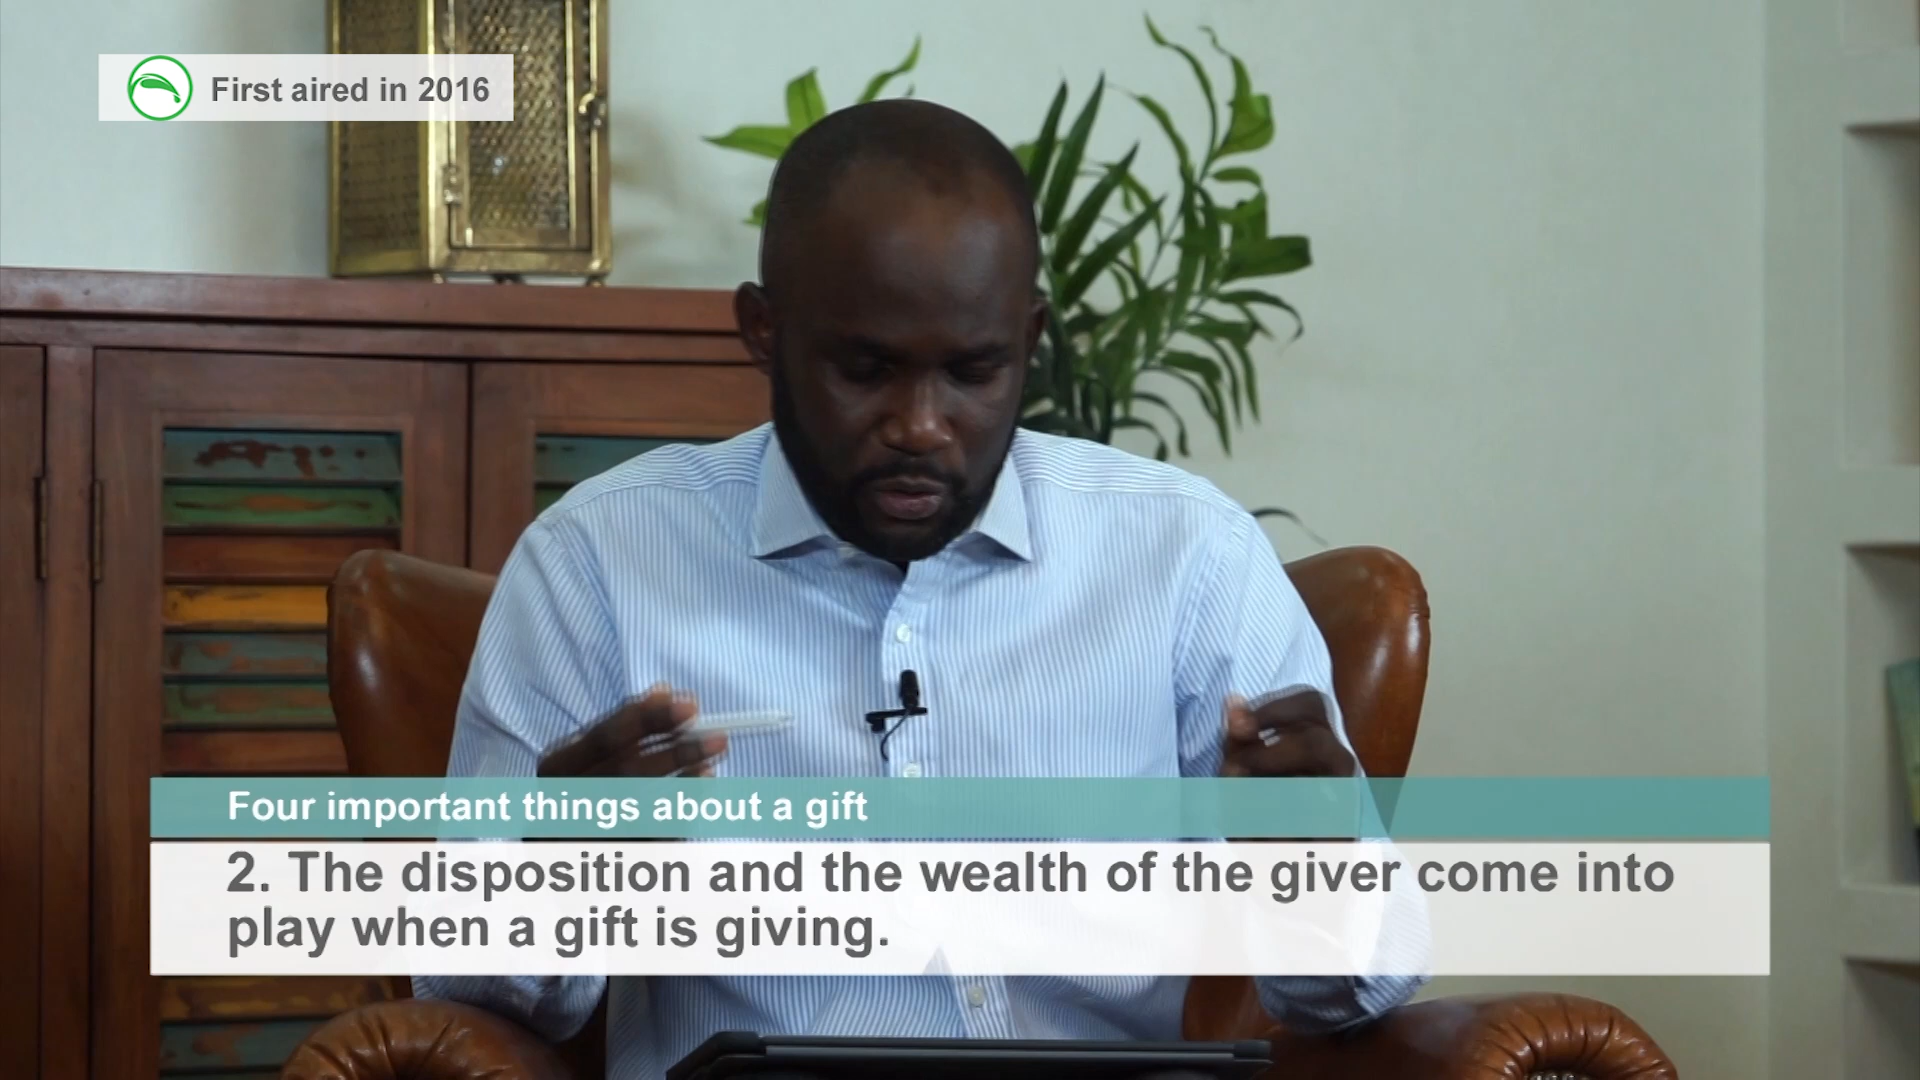 First aired in 2016
Four important things about a gift
2. The disposition and the wealth of the giver come into
play when a gift is giving.